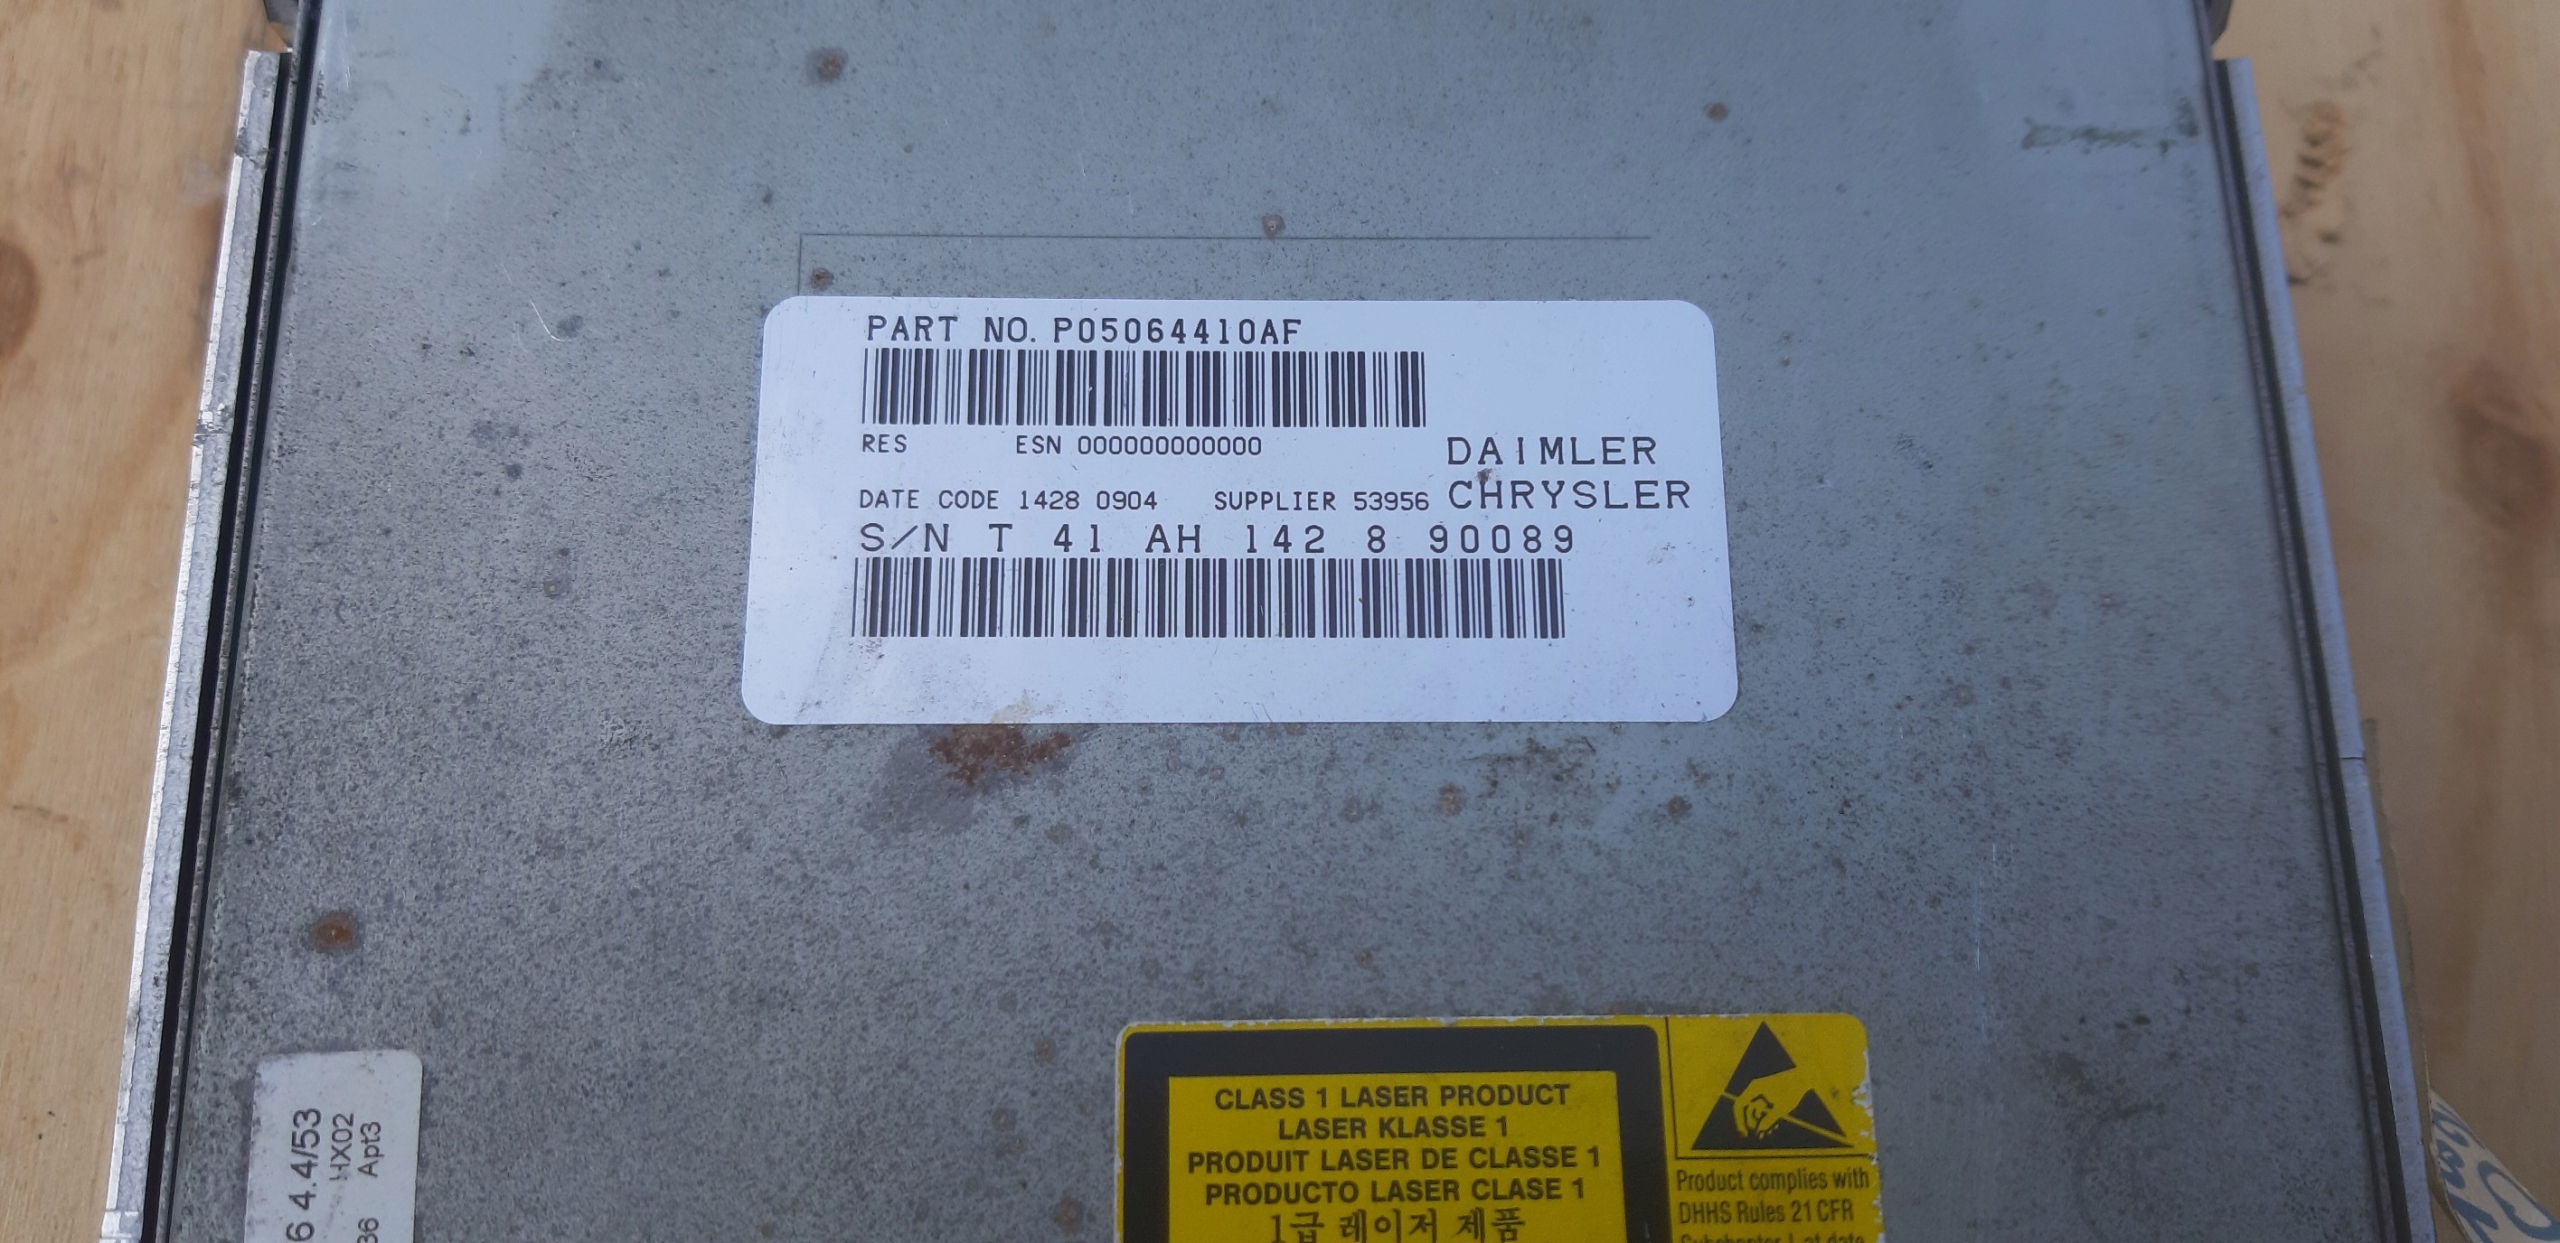 PART NO. P05064410AF
RES ESN 000000000000
DATE CODE 1428 0904 SUPPLIER 53956
DAIMLER
CHRYSLER
S/N T 41 AH 142 8 90089
6 4.4/53
HX02
36 Apt3
CLASS 1 LASER PRODUCT
LASER KLASSE 1
PRODUIT LASER DE CLASSE 1
PRODUCTO LASER CLASE 1
1급 레이저 제품
Product complies with
DHHS Rules 21 CFR